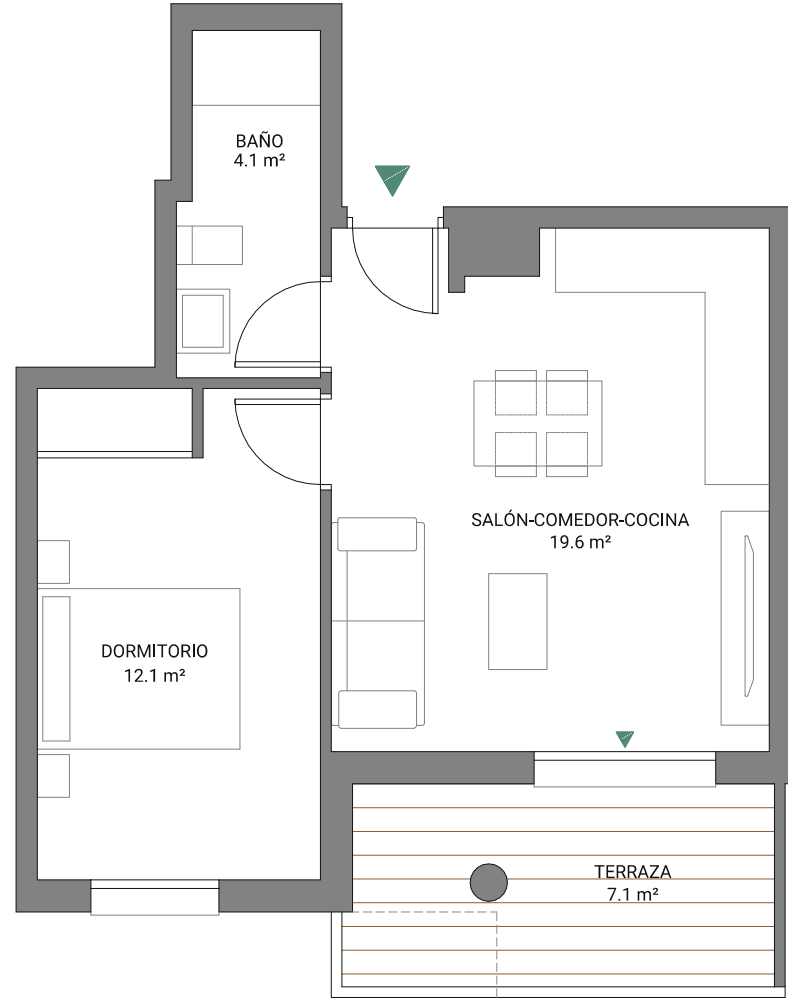 BAÑO
4.1 m²
SALÓN-COMEDOR-COCINA
19.6 m²
DORMITORIO
12.1 m²
TERRAZA
7.1 m²